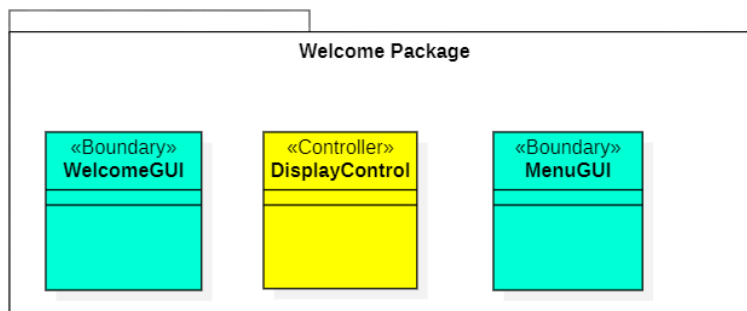 Welcome Package
«Boundary»
WelcomeGUI
«Controller»
DisplayControl
«Boundary»
MenuGUI